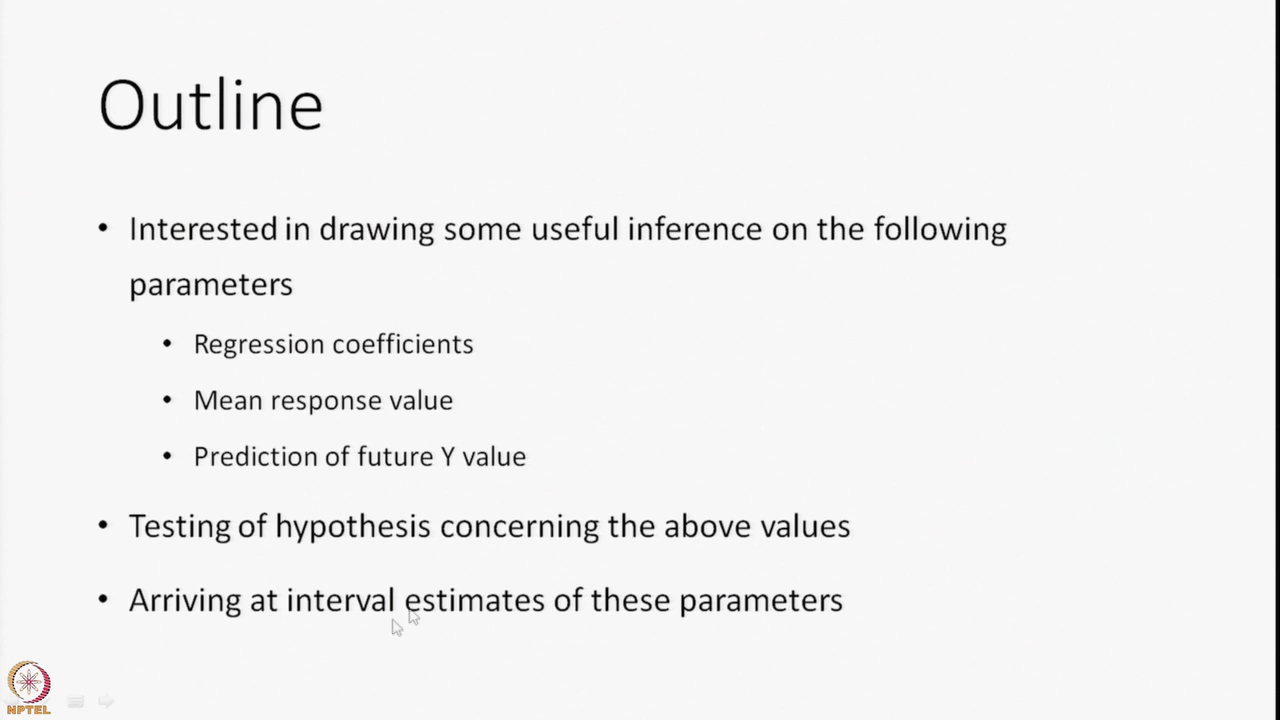 Outline
• Interested in drawing some useful inference on the following
parameters
• Regression coefficients
• Mean response value
• Prediction of future Y value
• Testing of hypothesis concerning the above values
• Arriving at interval estimates of these parameters
NPTEL